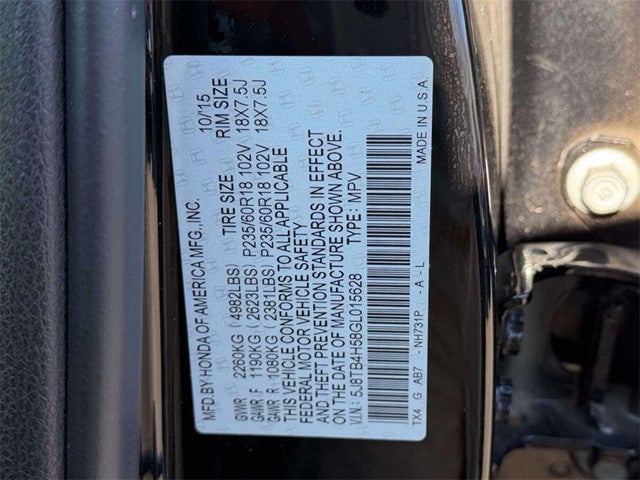 MFD.BY HONDA OF AMERICA MFG.,INC. 10/15
TIRE SIZE RIM SIZE
GVWR 2260KG (4982LBS)
GAWR F 1190KG (2623LBS) P235/60R18 102V 18X7.5J
GAWR R 1080KG (2381LBS) P235/60R18 102V 18X7.5J
THIS VEHICLE CONFORMS TO ALL APPLICABLE
FEDERAL MOTOR VEHICLE SAFETY
AND THEFT PREVENTION STANDARDS IN EFFECT
ON THE DATE OF MANUFACTURE SHOWN ABOVE.
V.I.N.: 5J8TB4H58GL015628 TYPE: MPV
TX4 G AB7 - NH731P - A - L MADE IN U.S.A.